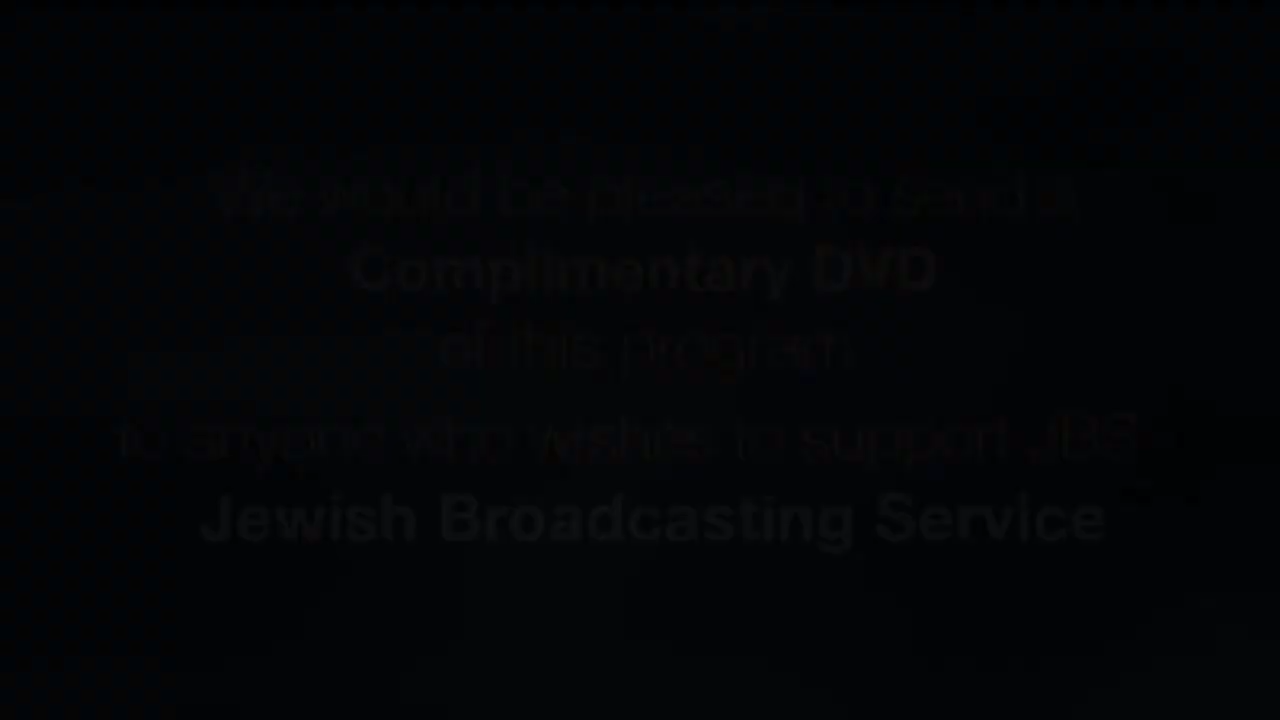 We would be pleased to send a
Complimentary DVD
of this program
to anyone who wishes to support JBS
Jewish Broadcasting Service